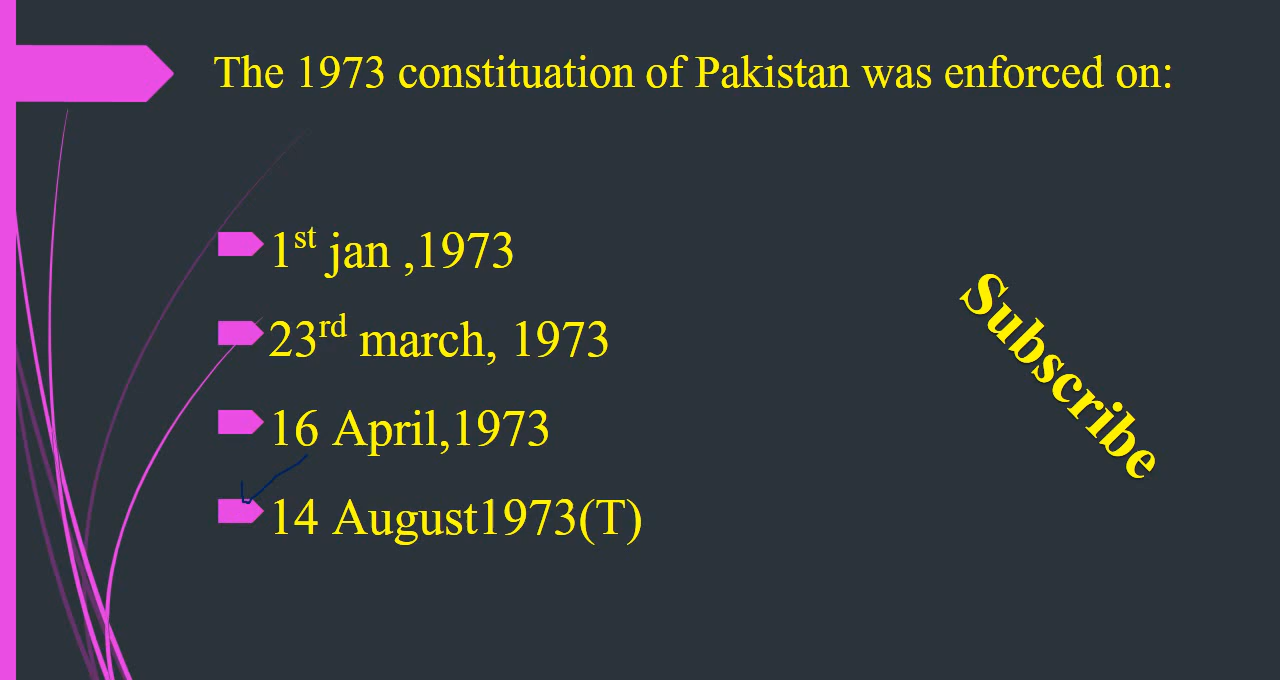 The 1973 constituation of Pakistan was enforced on:
1st jan ,1973
23rd march, 1973
16 April,1973
14 August1973(T)
Subscribe